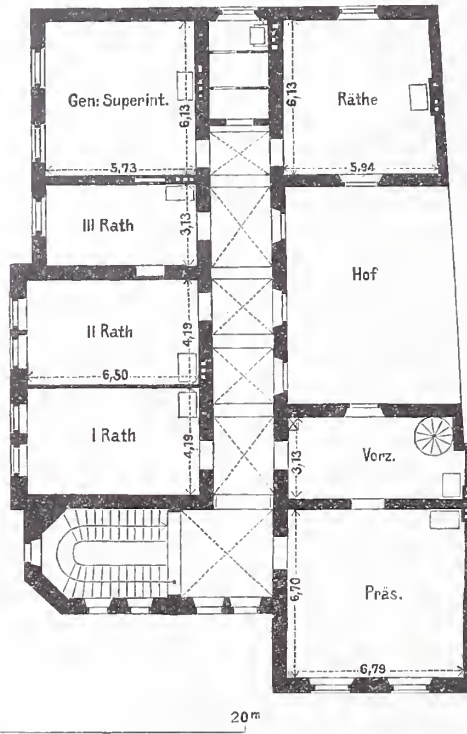 Gen: Superint.
6,13
5,73
6,13
Räthe
5,94
III Rath
3,13
Hof
II Rath
4,19
6,50
I Rath
4,19
3,13
Vorz.
6,70
Präs.
6,79
20ᵐ